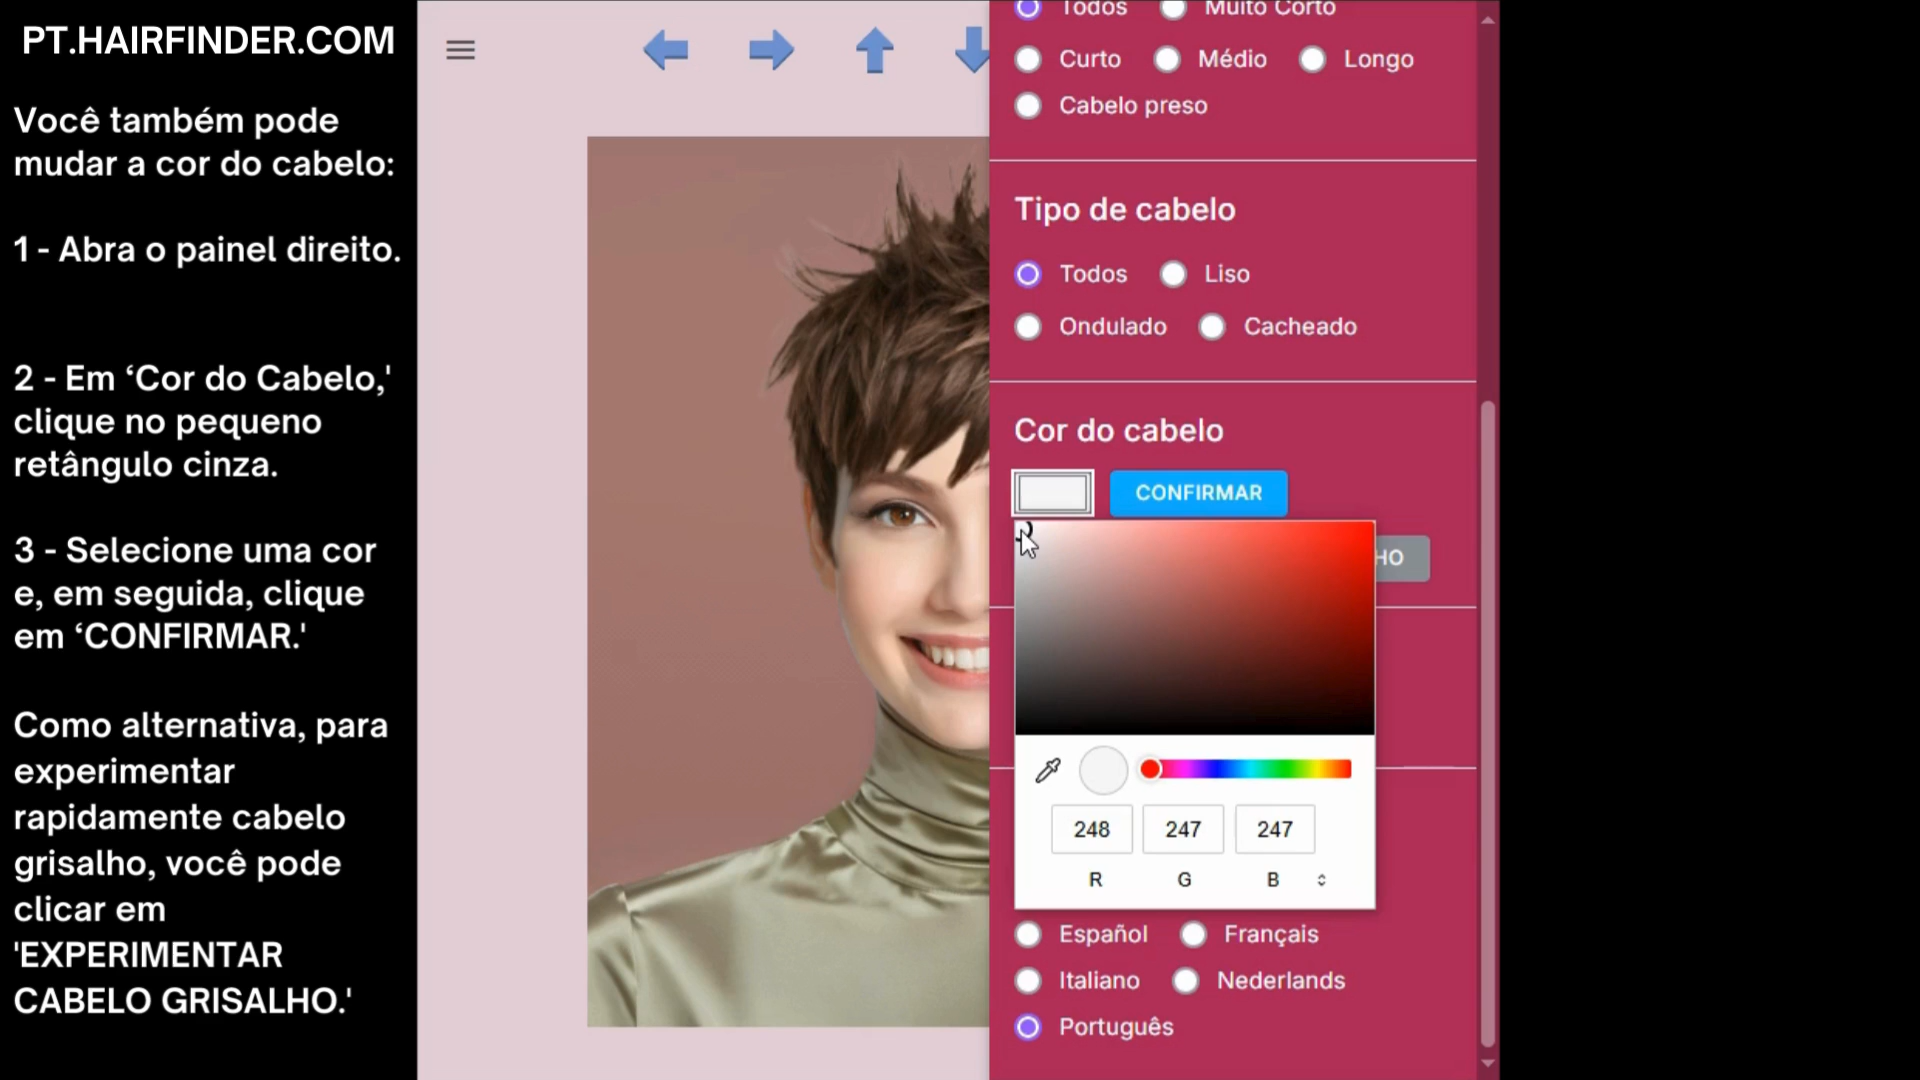 PT.HAIRFINDER.COM
Você também pode
mudar a cor do cabelo:
1 - Abra o painel direito.
2 - Em ‘Cor do Cabelo,'
clique no pequeno
retângulo cinza.
3 - Selecione uma cor
e, em seguida, clique
em ‘CONFIRMAR.'
Como alternativa, para
experimentar
rapidamente cabelo
grisalho, você pode
clicar em
'EXPERIMENTAR
CABELO GRISALHO.'
Todos Muito Corto
Curto Médio Longo
Cabelo preso
Tipo de cabelo
Todos Liso
Ondulado Cacheado
Cor do cabelo
CONFIRMAR
HO
248 247 247
R G B
Español Français
Italiano Nederlands
Português